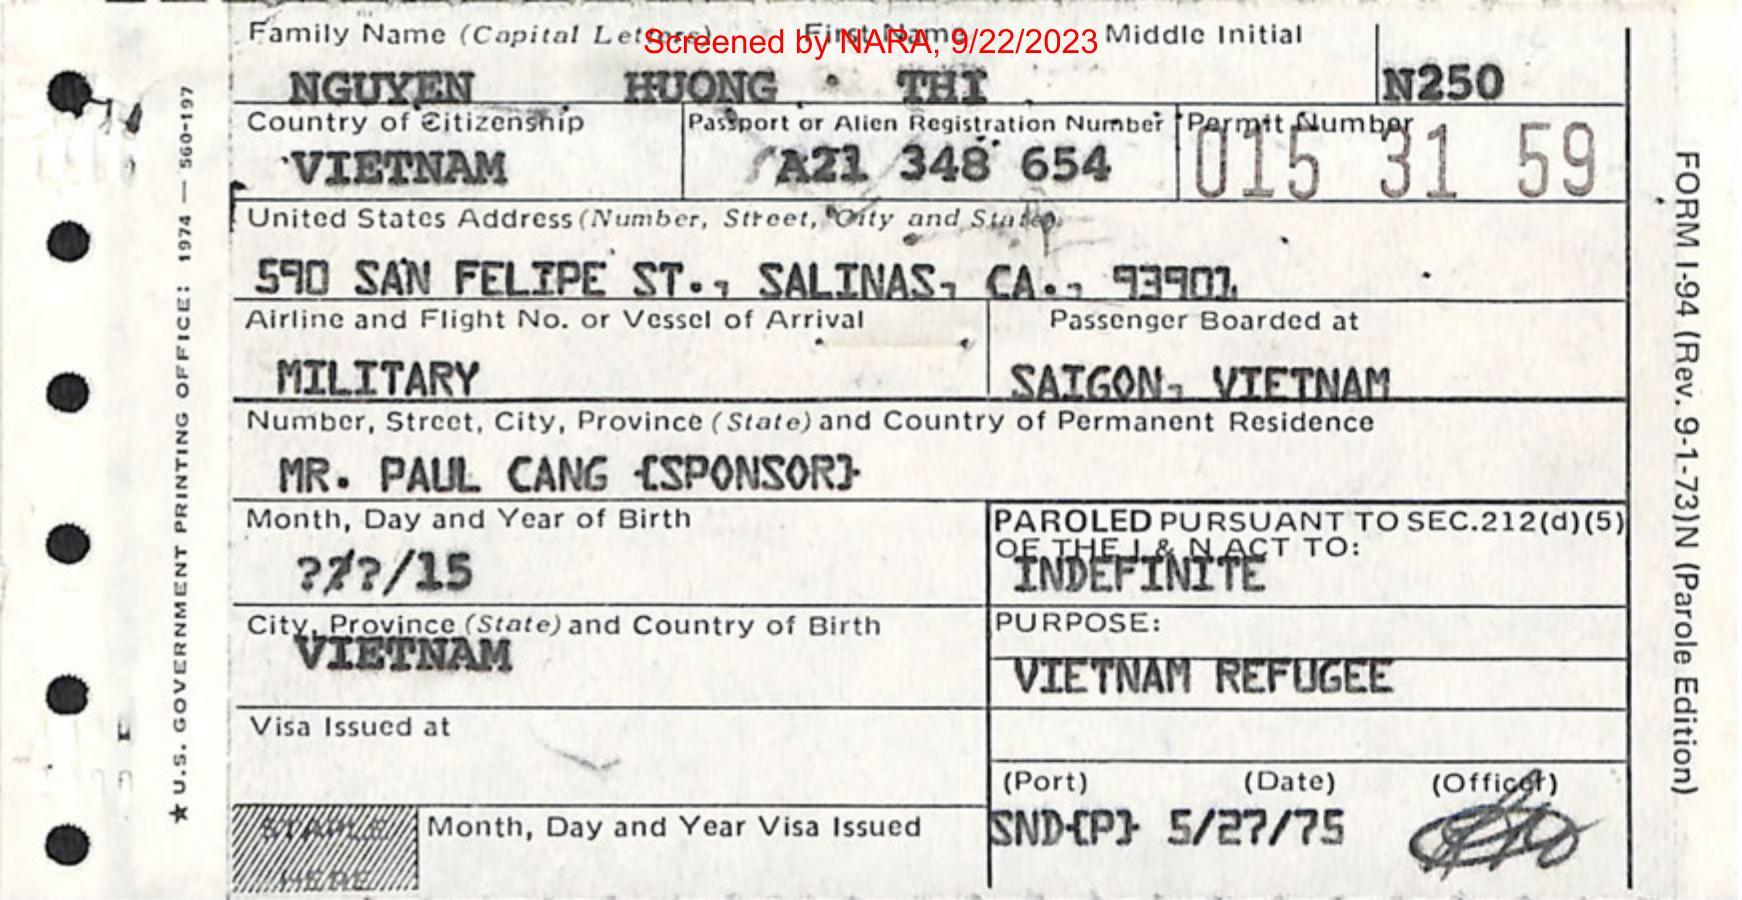 Screened by NARA, 9/22/2023
Family Name (Capital Letters) First Name Middle Initial
NGUYEN HUONG THI N250
Country of Citizenship Passport or Alien Registration Number Permit Number
VIETNAM A21 348 654 015 31 59
United States Address (Number, Street, City and State)
590 SAN FELIPE ST., SALINAS, CA., 93901
Airline and Flight No. or Vessel of Arrival Passenger Boarded at
MILITARY SAIGON, VIETNAM
Number, Street, City, Province (State) and Country of Permanent Residence
MR. PAUL CANG {SPONSOR}
Month, Day and Year of Birth
???/15
PAROLED PURSUANT TO SEC.212(d)(5)
OF THE I & N ACT TO:
INDEFINITE
City, Province (State) and Country of Birth
VIETNAM
PURPOSE:
VIETNAM REFUGEE
Visa Issued at
(Port) (Date) (Officer)
SND{P} 5/27/75
STAPLE
HERE
Month, Day and Year Visa Issued
★ U.S. GOVERNMENT PRINTING OFFICE: 1974 — 560-197
FORM I-94 (Rev. 9-1-73)N (Parole Edition)